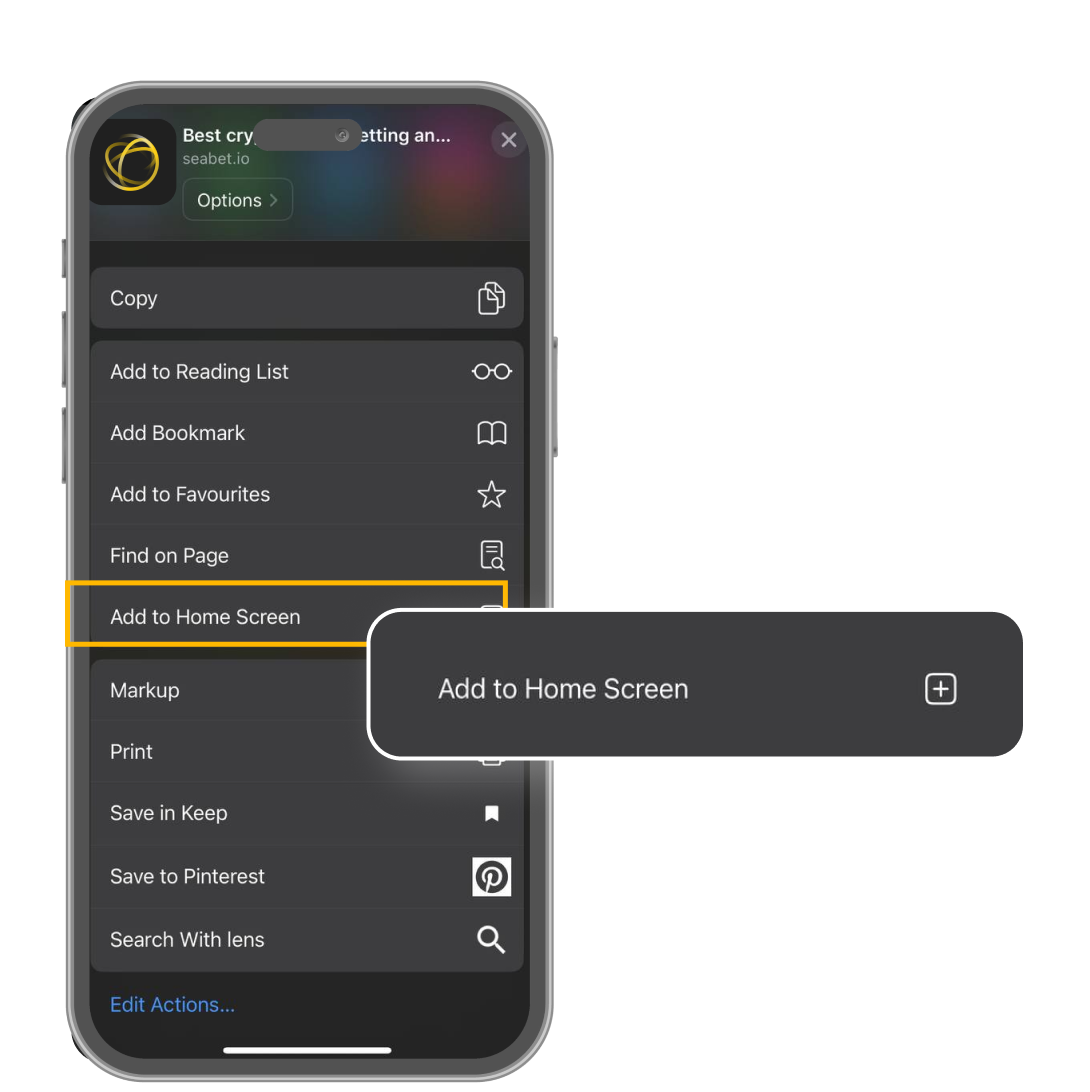 Best cry etting an...
seabet.io
Options
Copy
Add to Reading List
Add Bookmark
Add to Favourites
Find on Page
Add to Home Screen
Add to Home Screen
Markup
Print
Save in Keep
Save to Pinterest
Search With lens
Edit Actions...